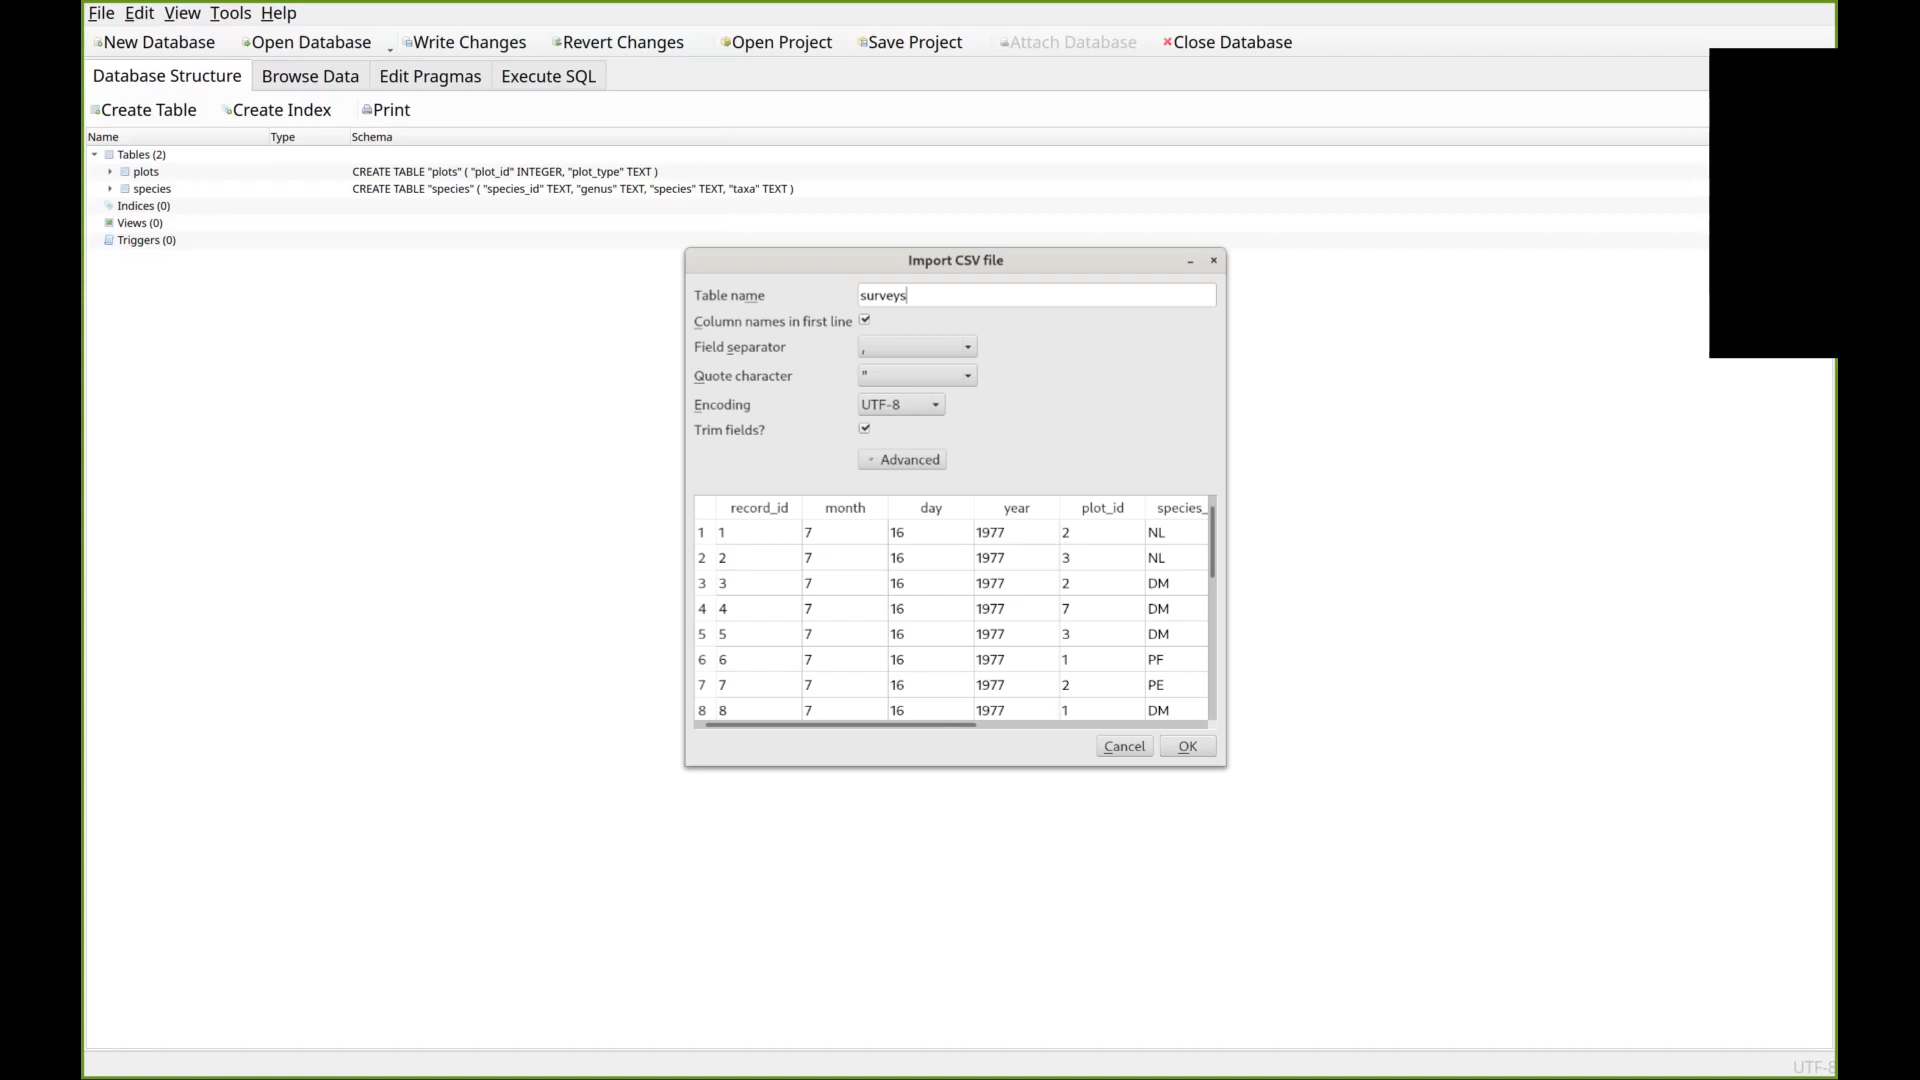 File Edit View Tools Help
New Database Open Database Write Changes Revert Changes Open Project Save Project Attach Database Close Database
Database Structure Browse Data Edit Pragmas Execute SQL
Create Table Create Index Print
Name Type Schema
Tables (2)
plots CREATE TABLE "plots" ( "plot_id" INTEGER, "plot_type" TEXT )
species CREATE TABLE "species" ( "species_id" TEXT, "genus" TEXT, "species" TEXT, "taxa" TEXT )
Indices (0)
Views (0)
Triggers (0)
Import CSV file
Table name surveys
Column names in first line
Field separator ,
Quote character "
Encoding UTF-8
Trim fields?
Advanced
record_id month day year plot_id species_
1 1 7 16 1977 2 NL
2 2 7 16 1977 3 NL
3 3 7 16 1977 2 DM
4 4 7 16 1977 7 DM
5 5 7 16 1977 3 DM
6 6 7 16 1977 1 PF
7 7 7 16 1977 2 PE
8 8 7 16 1977 1 DM
Cancel OK
UTF-8